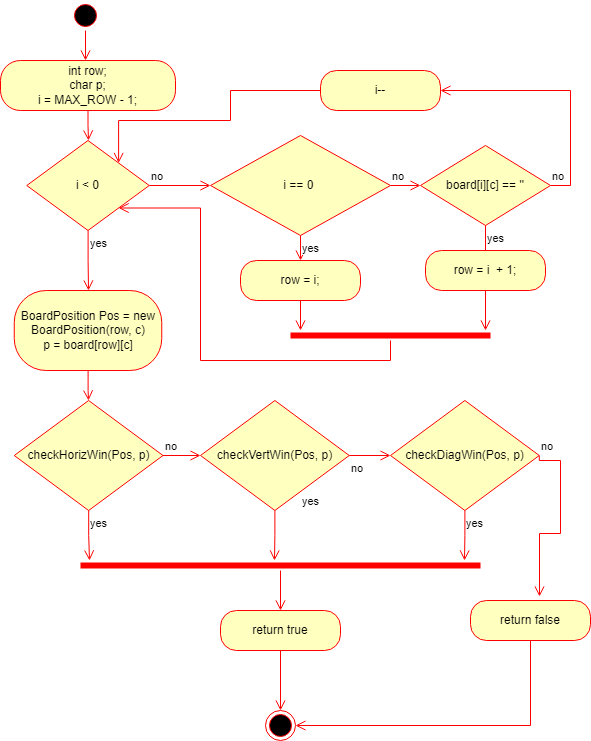 int row;
char p;
i = MAX_ROW - 1;
i--
i < 0
no
i == 0
no
board[i][c] == "
no
yes
yes
yes
row = i;
row = i  + 1;
BoardPosition Pos = new
BoardPosition(row, c)
p = board[row][c]
checkHorizWin(Pos, p)
no
checkVertWin(Pos, p)
no
checkDiagWin(Pos, p)
no
yes
yes
yes
return true
return false